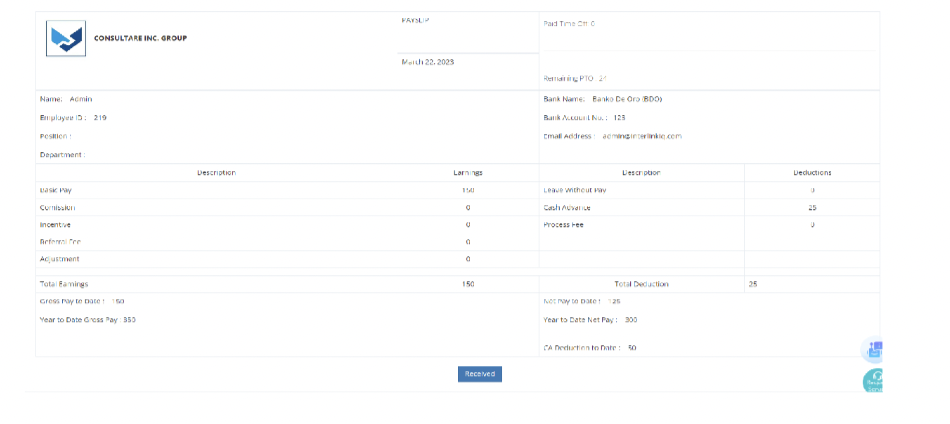 PAYSLIP
Paid Time Off 0
CONSULTARE INC. GROUP
March 22, 2023
Remaining PTO 24
Name: Admin
Bank Name: Banko De Oro (BDO)
Employee ID : 219
Bank Account No. : 123
Position :
Email Address : admin@interlinkiq.com
Department :
Description Earnings Description Deductions
Basic Pay 150 Leave Without Pay 0
Comission 0 Cash Advance 25
Incentive 0 Process Fee 0
Referral Fee 0
Adjustment 0
Total Earnings 150 Total Deduction 25
Gross Pay to Date : 150
Net Pay to Date : 125
Year to Date Gross Pay : 350
Year to Date Net Pay : 300
CA Deduction to Date : 50
Received